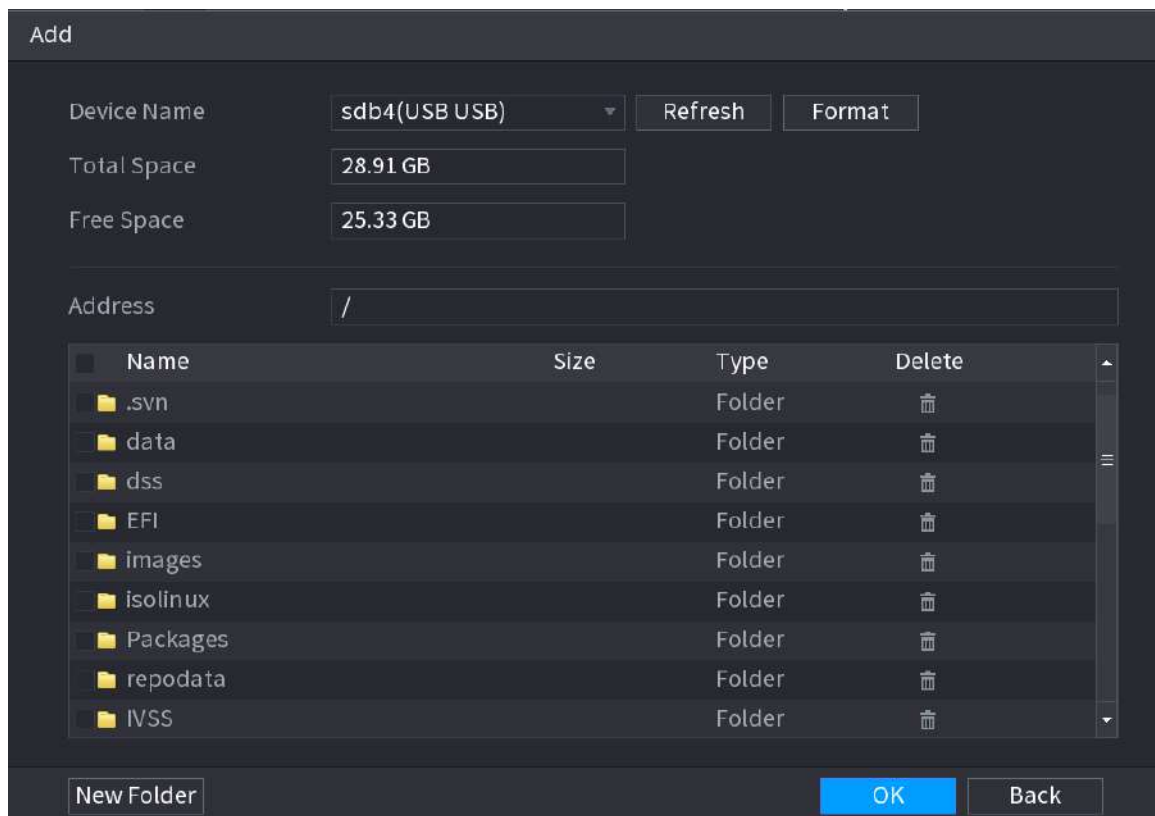 Add
Device Name sdb4(USB USB) Refresh Format
Total Space 28.91 GB
Free Space 25.33 GB
Address /
Name Size Type Delete
.svn Folder
data Folder
dss Folder
EFI Folder
images Folder
isolinux Folder
Packages Folder
repodata Folder
IVSS Folder
New Folder OK Back